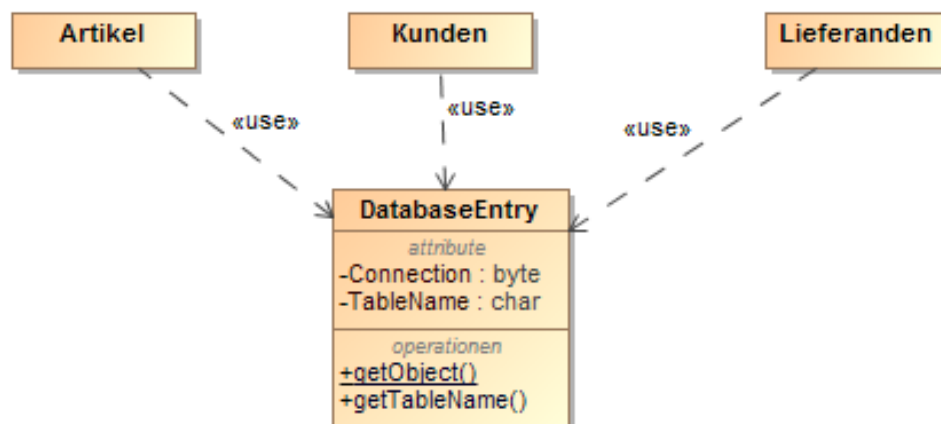 Artikel
Kunden
Lieferanden
«use»
«use»
«use»
DatabaseEntry
attribute
-Connection : byte
-TableName : char
operationen
+getObject()
+getTableName()